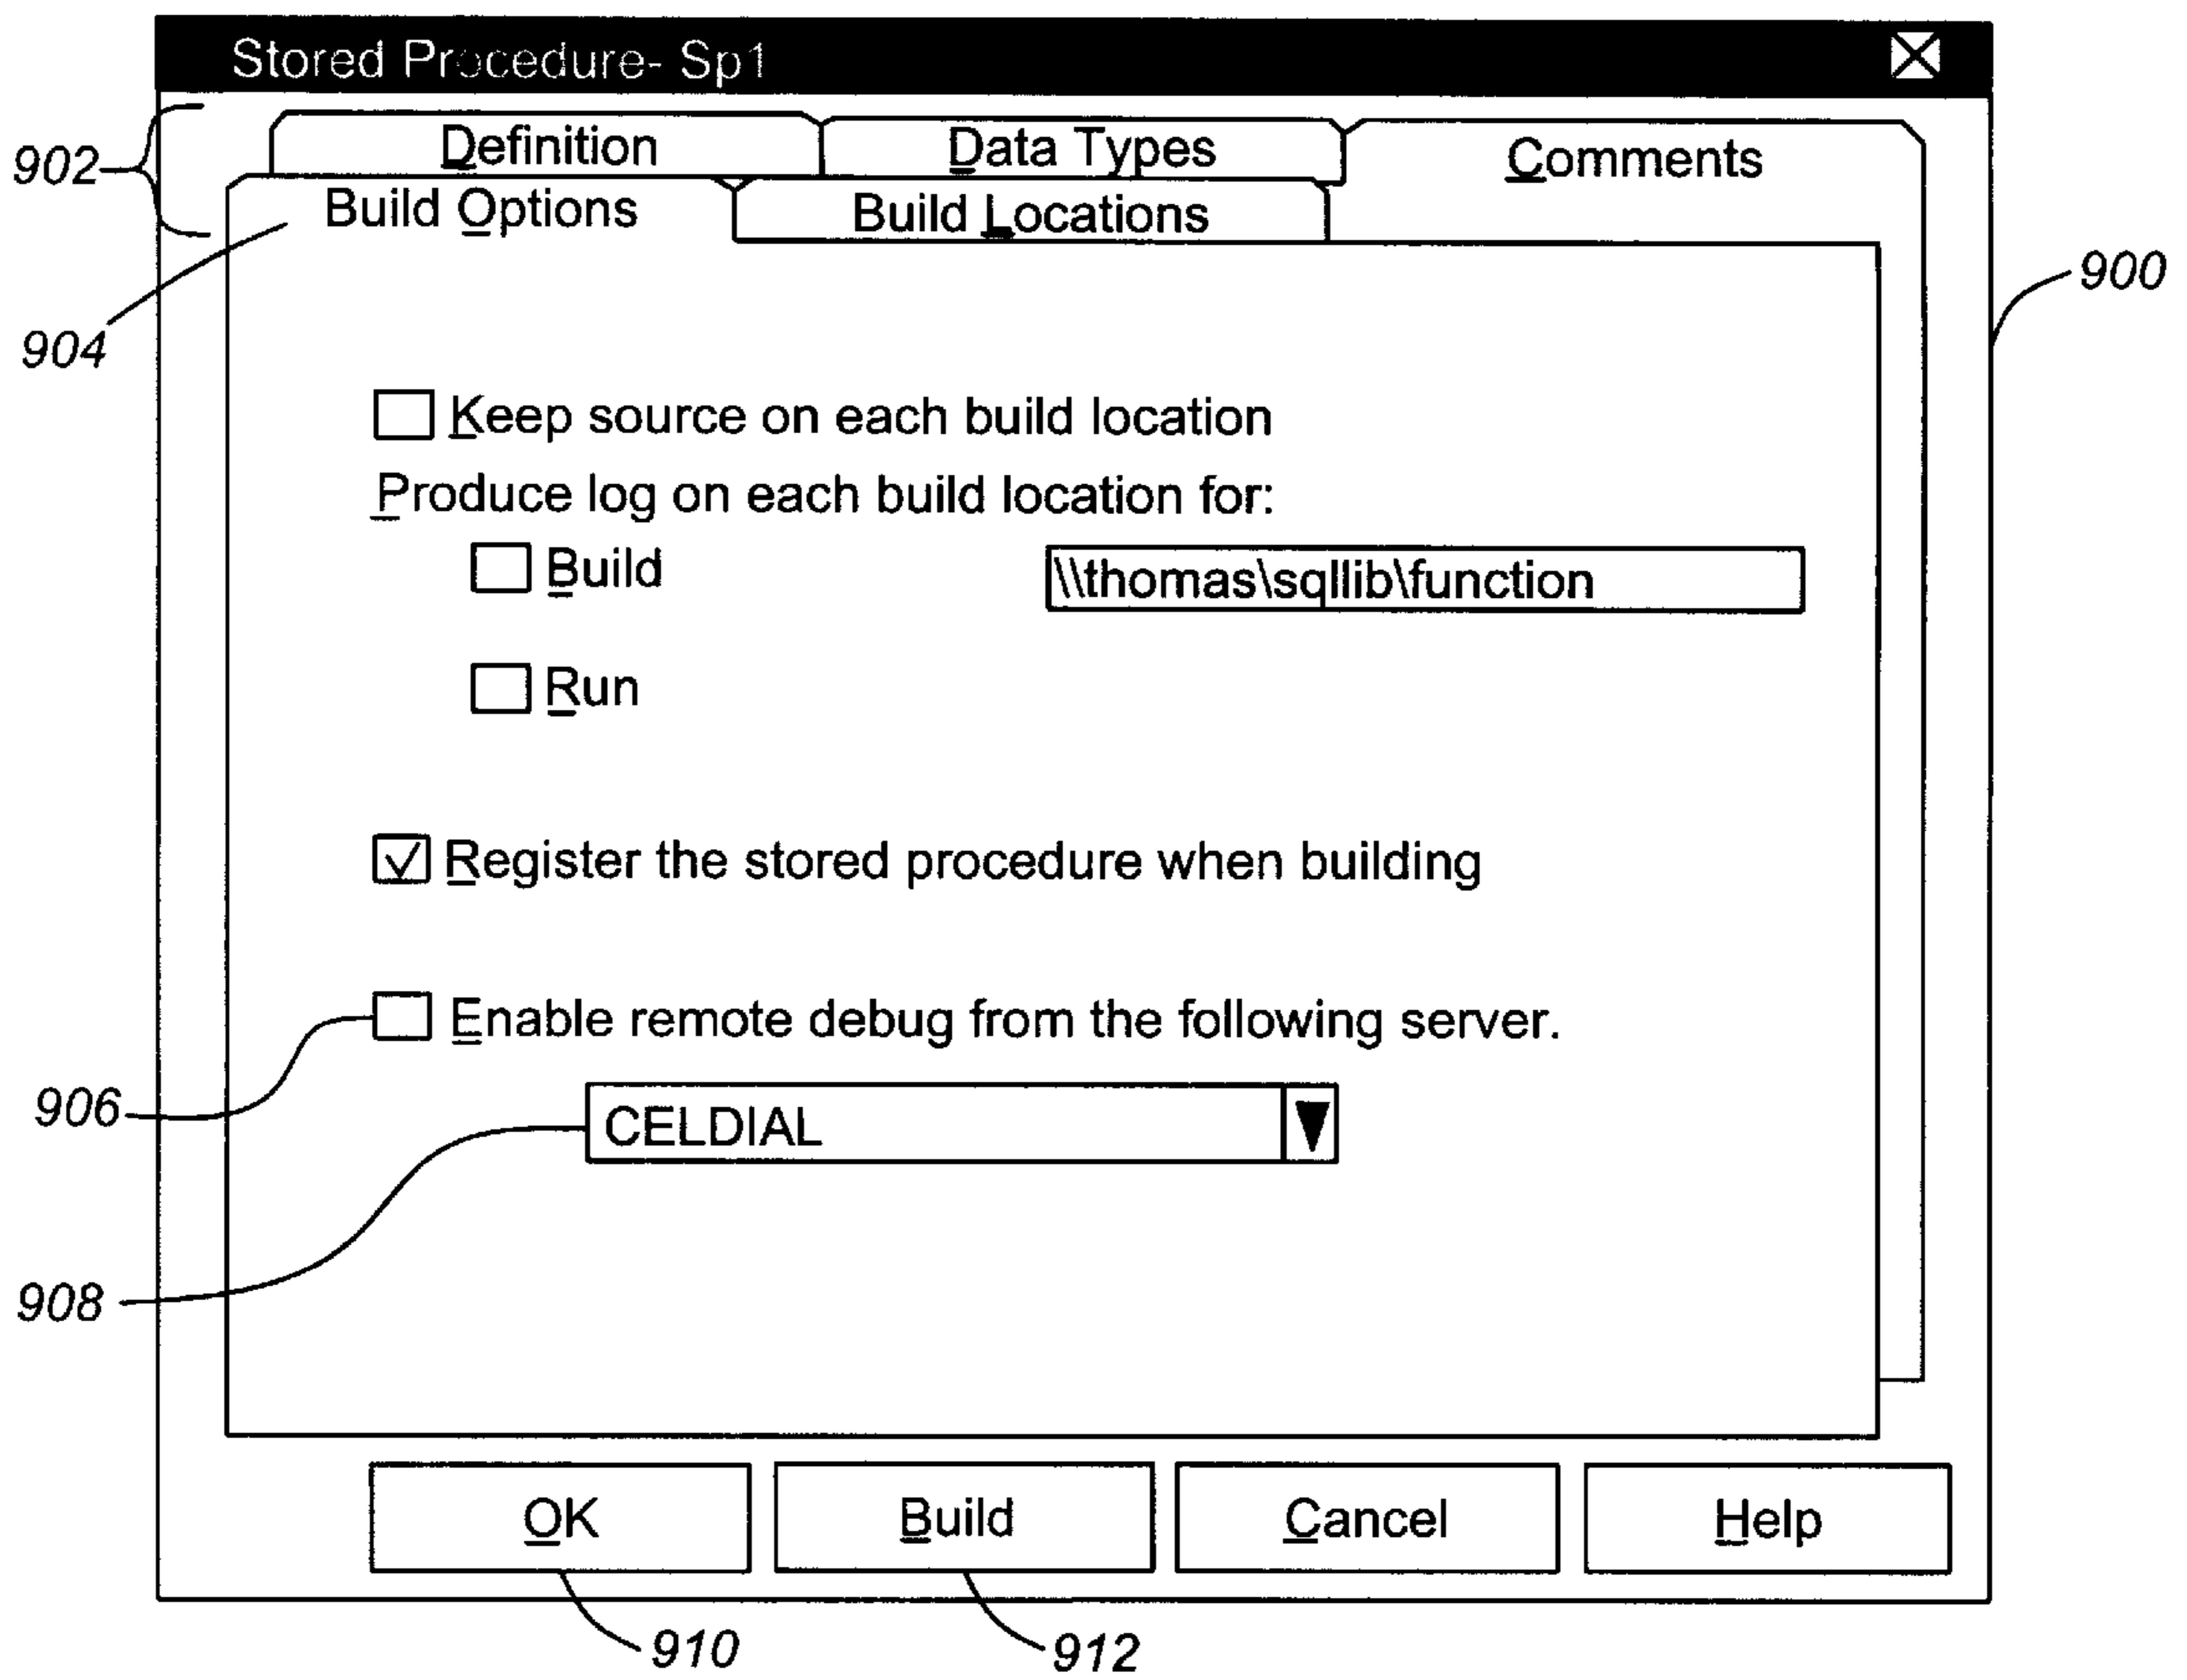 Stored Procedure- Sp1
902
Definition Data Types Comments
Build Options Build Locations
900
904
Keep source on each build location
Produce log on each build location for:
Build \\thomas\sqllib\function
Run
Register the stored procedure when building
Enable remote debug from the following server.
906
CELDIAL
908
OK Build Cancel Help
910 912